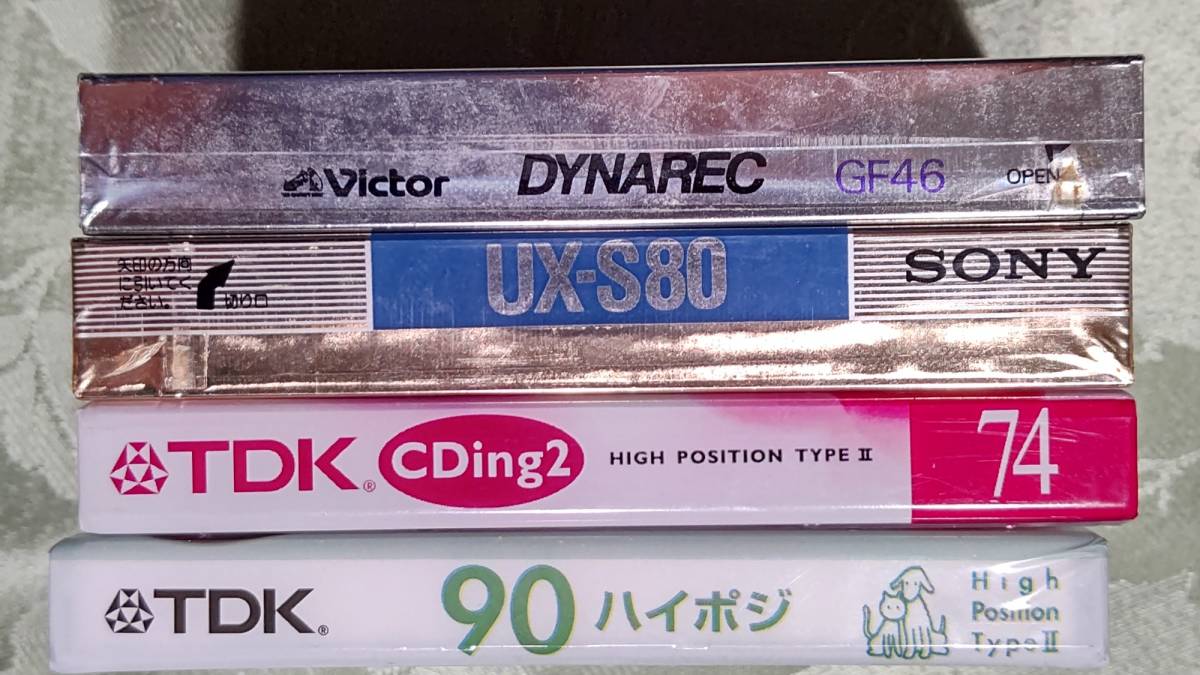 Victor DYNAREC GF46 OPEN
矢印の方向
に引いてく
ださい。 切り口
UX-S80 SONY
TDK® CDing2 HIGH POSITION TYPE II 74
TDK® 90 ハイポジ
High
Position
Type II